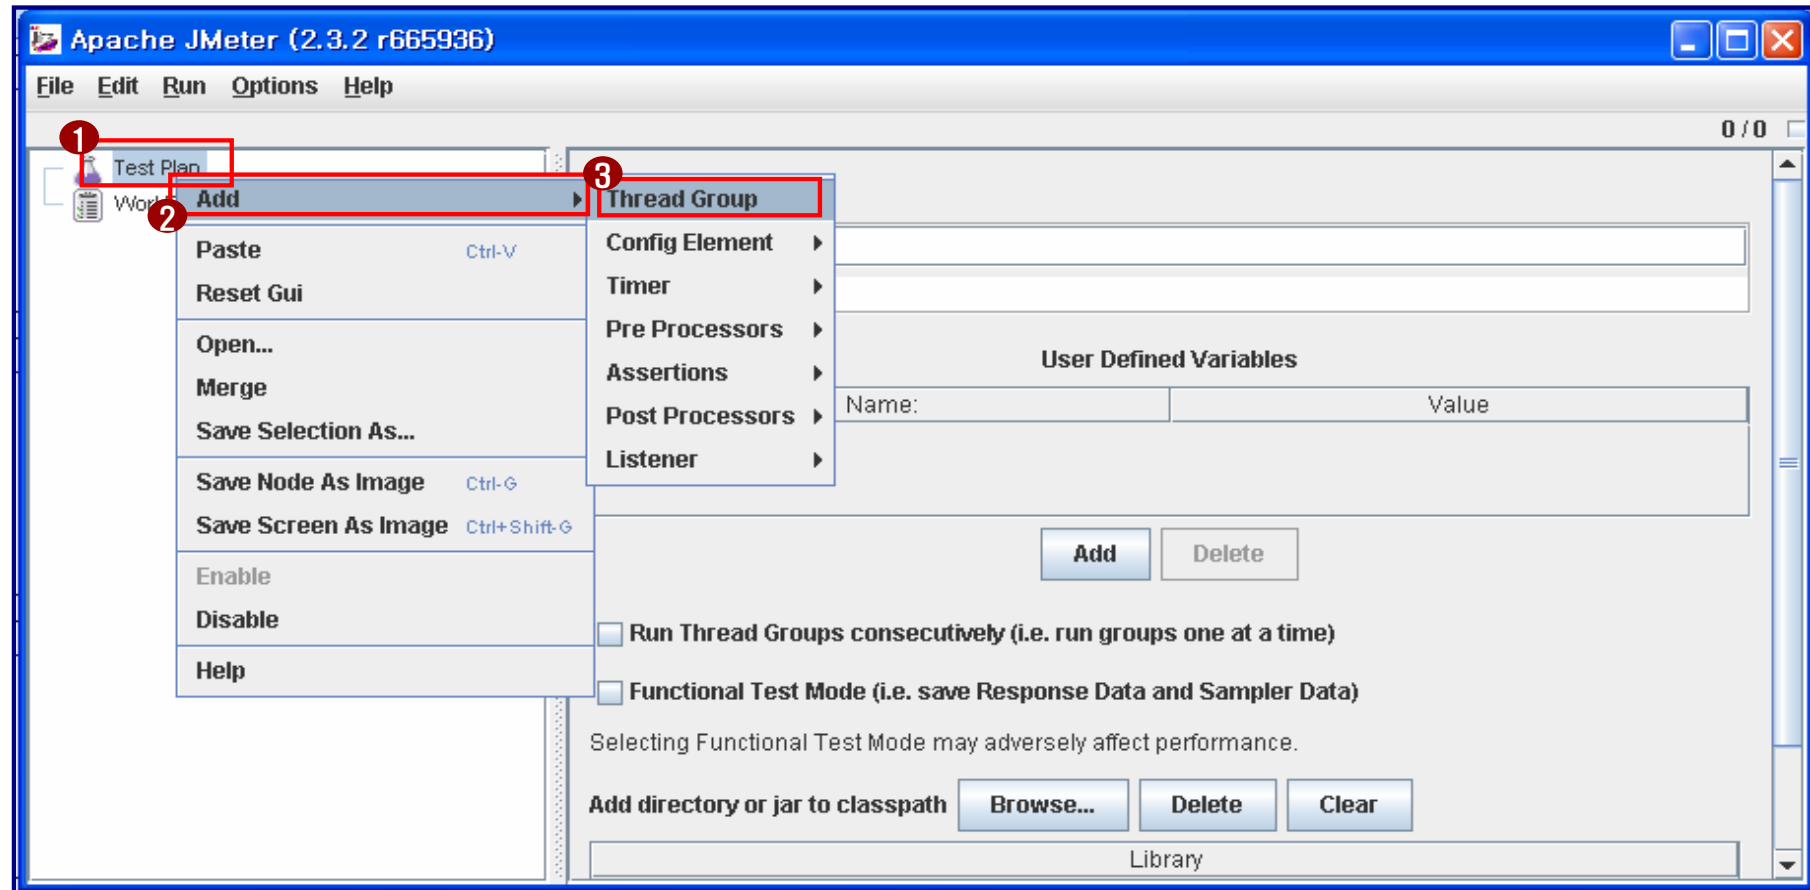 Apache JMeter (2.3.2 r665936)
File Edit Run Options Help
0 / 0
1
Test Plan
2
Add
Paste Ctrl-V
Reset Gui
Open...
Merge
Save Selection As...
Save Node As Image Ctrl-G
Save Screen As Image Ctrl+Shift-G
Enable
Disable
Help
3
Thread Group
Config Element
Timer
Pre Processors
Assertions
Post Processors
Listener
User Defined Variables
Name: Value
Add Delete
Run Thread Groups consecutively (i.e. run groups one at a time)
Functional Test Mode (i.e. save Response Data and Sampler Data)
Selecting Functional Test Mode may adversely affect performance.
Add directory or jar to classpath Browse... Delete Clear
Library